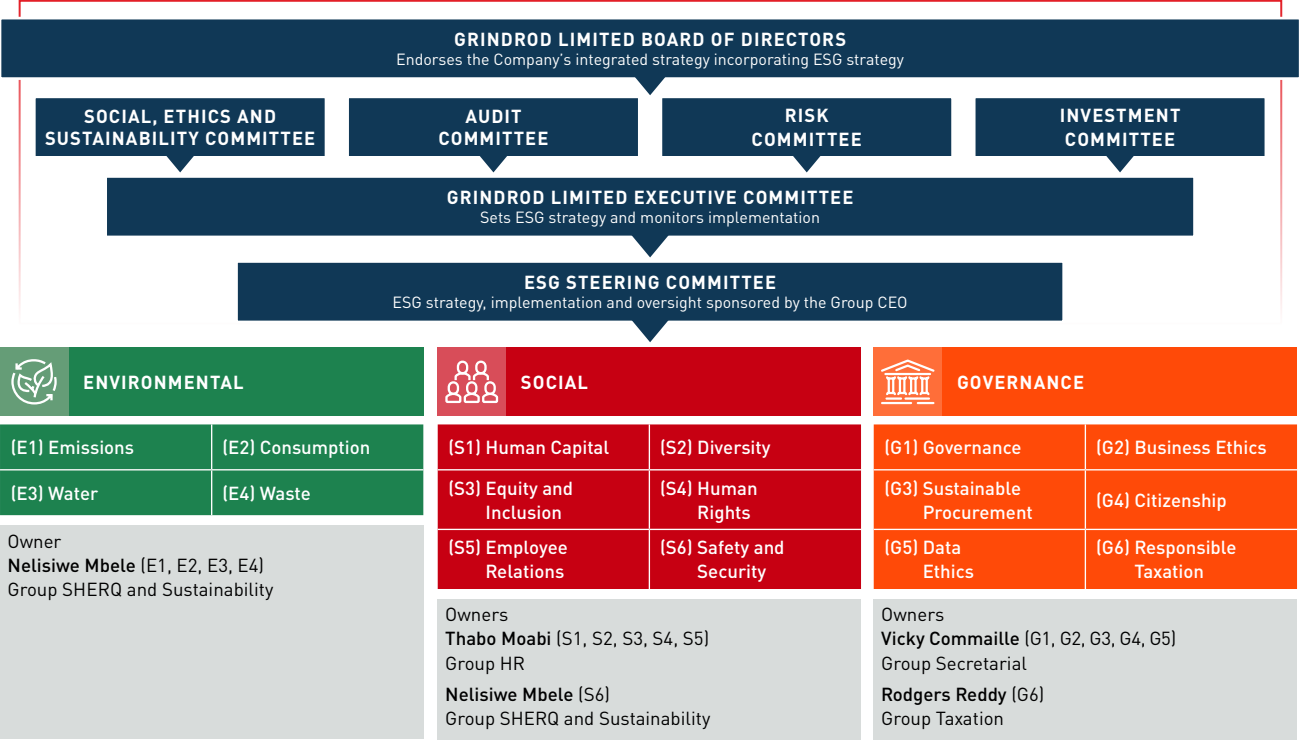 GRINDROD LIMITED BOARD OF DIRECTORS
Endorses the Company's integrated strategy incorporating ESG strategy
SOCIAL, ETHICS AND
SUSTAINABILITY COMMITTEE
AUDIT
COMMITTEE
RISK
COMMITTEE
INVESTMENT
COMMITTEE
GRINDROD LIMITED EXECUTIVE COMMITTEE
Sets ESG strategy and monitors implementation
ESG STEERING COMMITTEE
ESG strategy, implementation and oversight sponsored by the Group CEO
ENVIRONMENTAL
(E1) Emissions
(E2) Consumption
(E3) Water
(E4) Waste
Owner
Nelisiwe Mbele (E1, E2, E3, E4)
Group SHERQ and Sustainability
SOCIAL
(S1) Human Capital
(S2) Diversity
(S3) Equity and
Inclusion
(S4) Human
Rights
(S5) Employee
Relations
(S6) Safety and
Security
Owners
Thabo Moabi (S1, S2, S3, S4, S5)
Group HR
Nelisiwe Mbele (S6)
Group SHERQ and Sustainability
GOVERNANCE
(G1) Governance
(G2) Business Ethics
(G3) Sustainable
Procurement
(G4) Citizenship
(G5) Data
Ethics
(G6) Responsible
Taxation
Owners
Vicky Commaille (G1, G2, G3, G4, G5)
Group Secretarial
Rodgers Reddy (G6)
Group Taxation